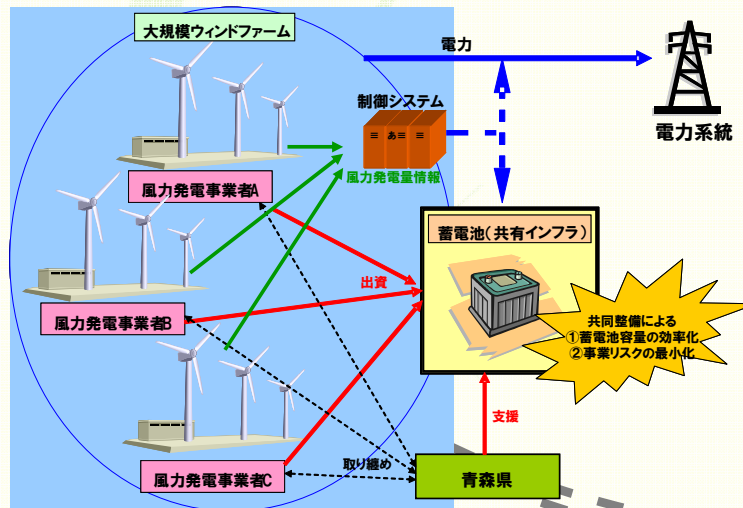 大規模ウィンドファーム
電力
制御システム
あ
電力系統
風力発電量情報
風力発電事業者A
蓄電池（共有インフラ）
出資
風力発電事業者B
共同整備による
①蓄電池容量の効率化
②事業リスクの最小化
支援
取り纏め
風力発電事業者C
青森県